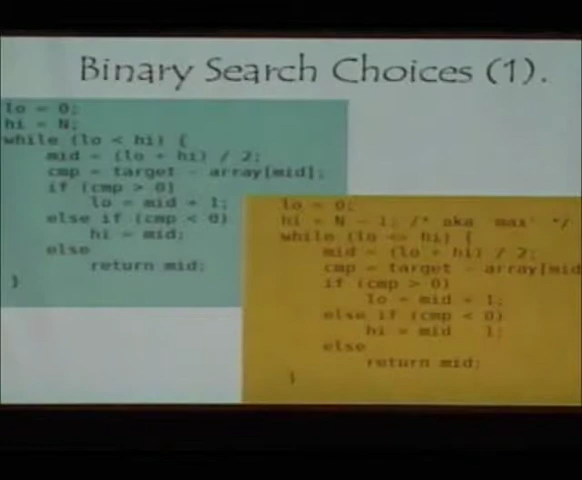 Binary Search Choices (1).
lo = 0;
hi = N;
while (lo < hi) {
mid = (lo + hi) / 2;
cmp = target - array[mid];
if (cmp > 0)
lo = mid + 1;
else if (cmp < 0)
hi = mid;
else
return mid;
}
lo = 0;
hi = N - 1; /* aka 'max' */
while (lo <= hi) {
mid = (lo + hi) / 2;
cmp = target - array[mid
if (cmp > 0)
lo = mid + 1;
else if (cmp < 0)
hi = mid 1;
else
return mid;
}